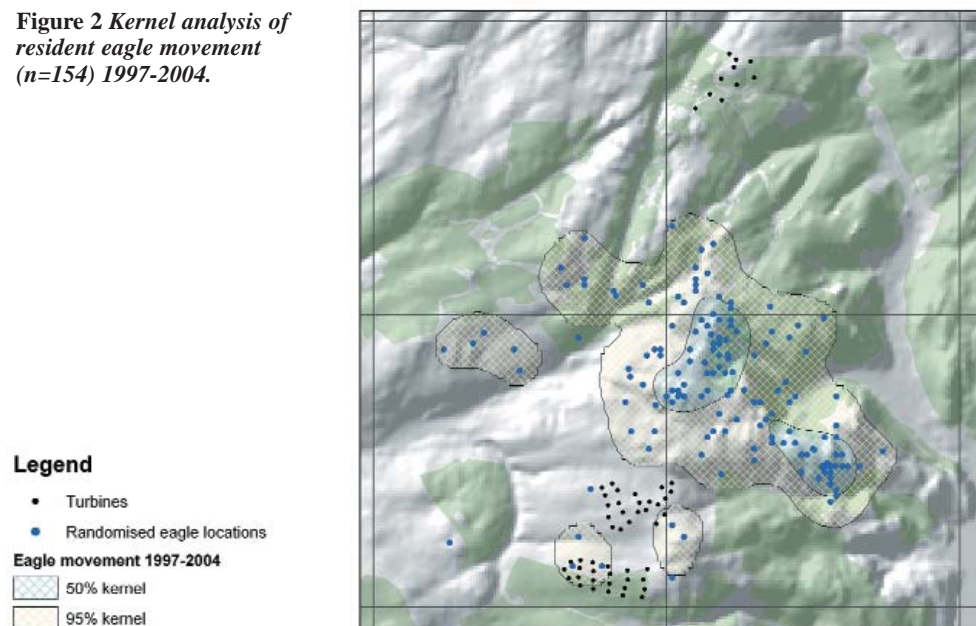 Figure 2 Kernel analysis of
resident eagle movement
(n=154) 1997-2004.
Legend
Turbines
Randomised eagle locations
Eagle movement 1997-2004
50% kernel
95% kernel